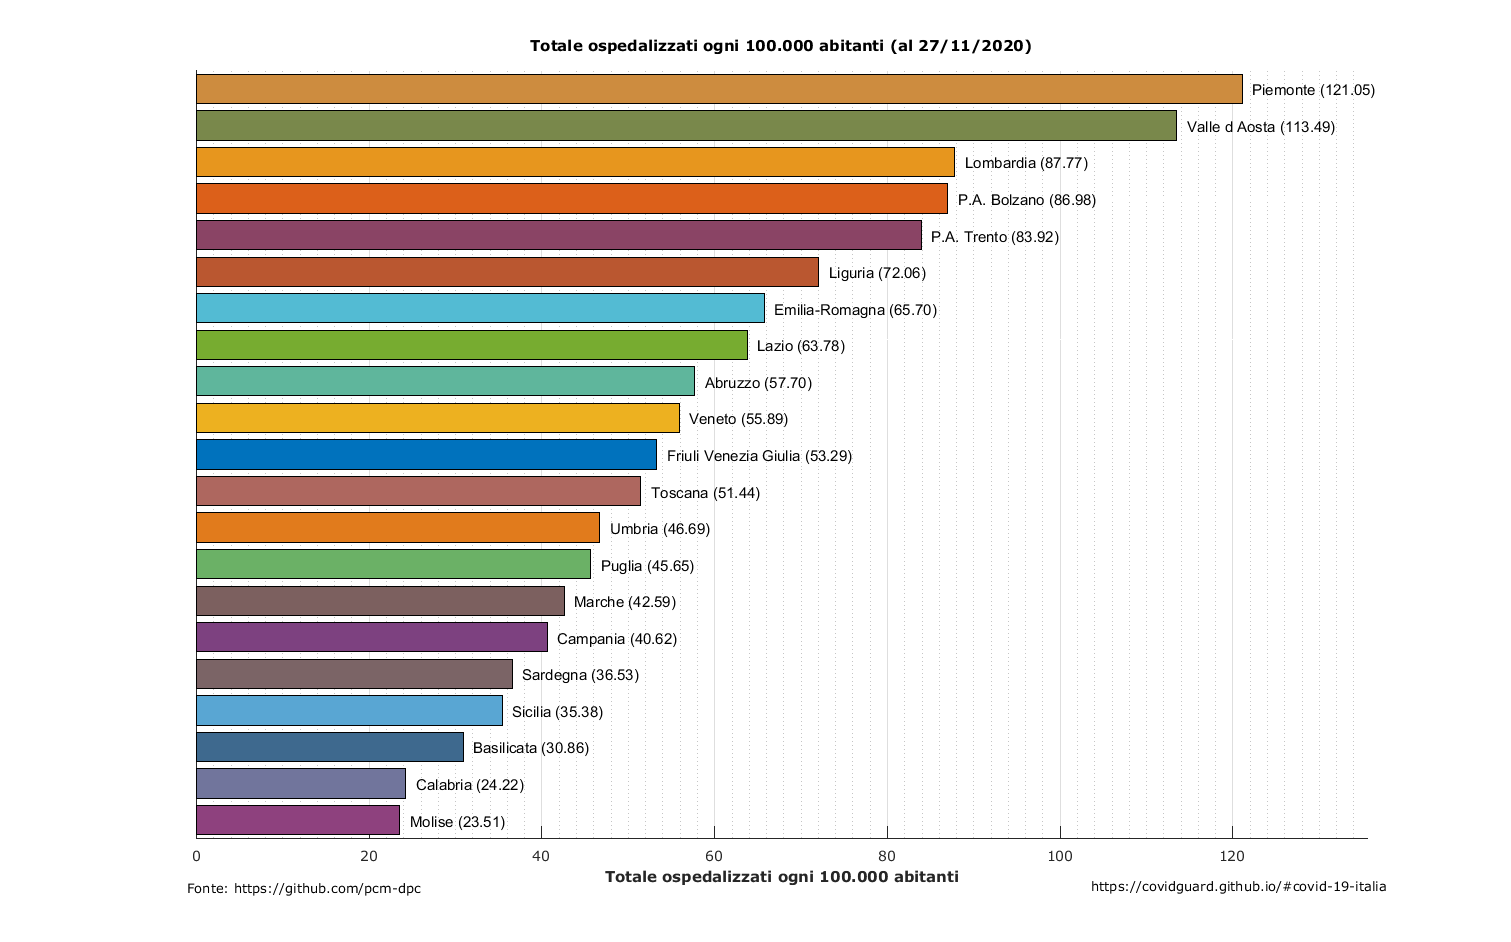 Totale ospedalizzati ogni 100.000 abitanti (al 27/11/2020)
Piemonte (121.05)
Valle d Aosta (113.49)
Lombardia (87.77)
P.A. Bolzano (86.98)
P.A. Trento (83.92)
Liguria (72.06)
Emilia-Romagna (65.70)
Lazio (63.78)
Abruzzo (57.70)
Veneto (55.89)
Friuli Venezia Giulia (53.29)
Toscana (51.44)
Umbria (46.69)
Puglia (45.65)
Marche (42.59)
Campania (40.62)
Sardegna (36.53)
Sicilia (35.38)
Basilicata (30.86)
Calabria (24.22)
Molise (23.51)
0 20 40 60 80 100 120
Totale ospedalizzati ogni 100.000 abitanti
Fonte: https://github.com/pcm-dpc
https://covidguard.github.io/#covid-19-italia